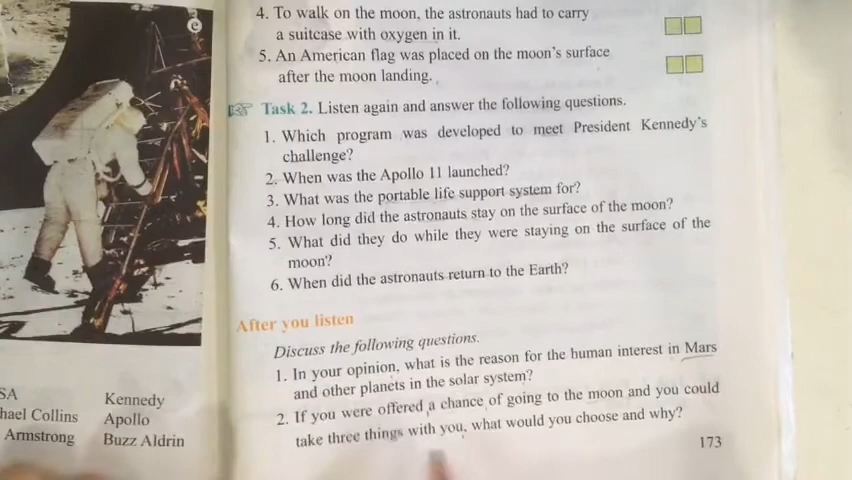 e
4. To walk on the moon, the astronauts had to carry
a suitcase with oxygen in it.
5. An American flag was placed on the moon's surface
after the moon landing.
Task 2. Listen again and answer the following questions.
1. Which program was developed to meet President Kennedy's
challenge?
2. When was the Apollo 11 launched?
3. What was the portable life support system for?
4. How long did the astronauts stay on the surface of the moon?
5. What did they do while they were staying on the surface of the
moon?
6. When did the astronauts return to the Earth?
After you listen
Discuss the following questions.
1. In your opinion, what is the reason for the human interest in Mars
and other planets in the solar system?
2. If you were offered a chance of going to the moon and you could
take three things with you, what would you choose and why?
173
SA Kennedy
hael Collins Apollo
Armstrong Buzz Aldrin